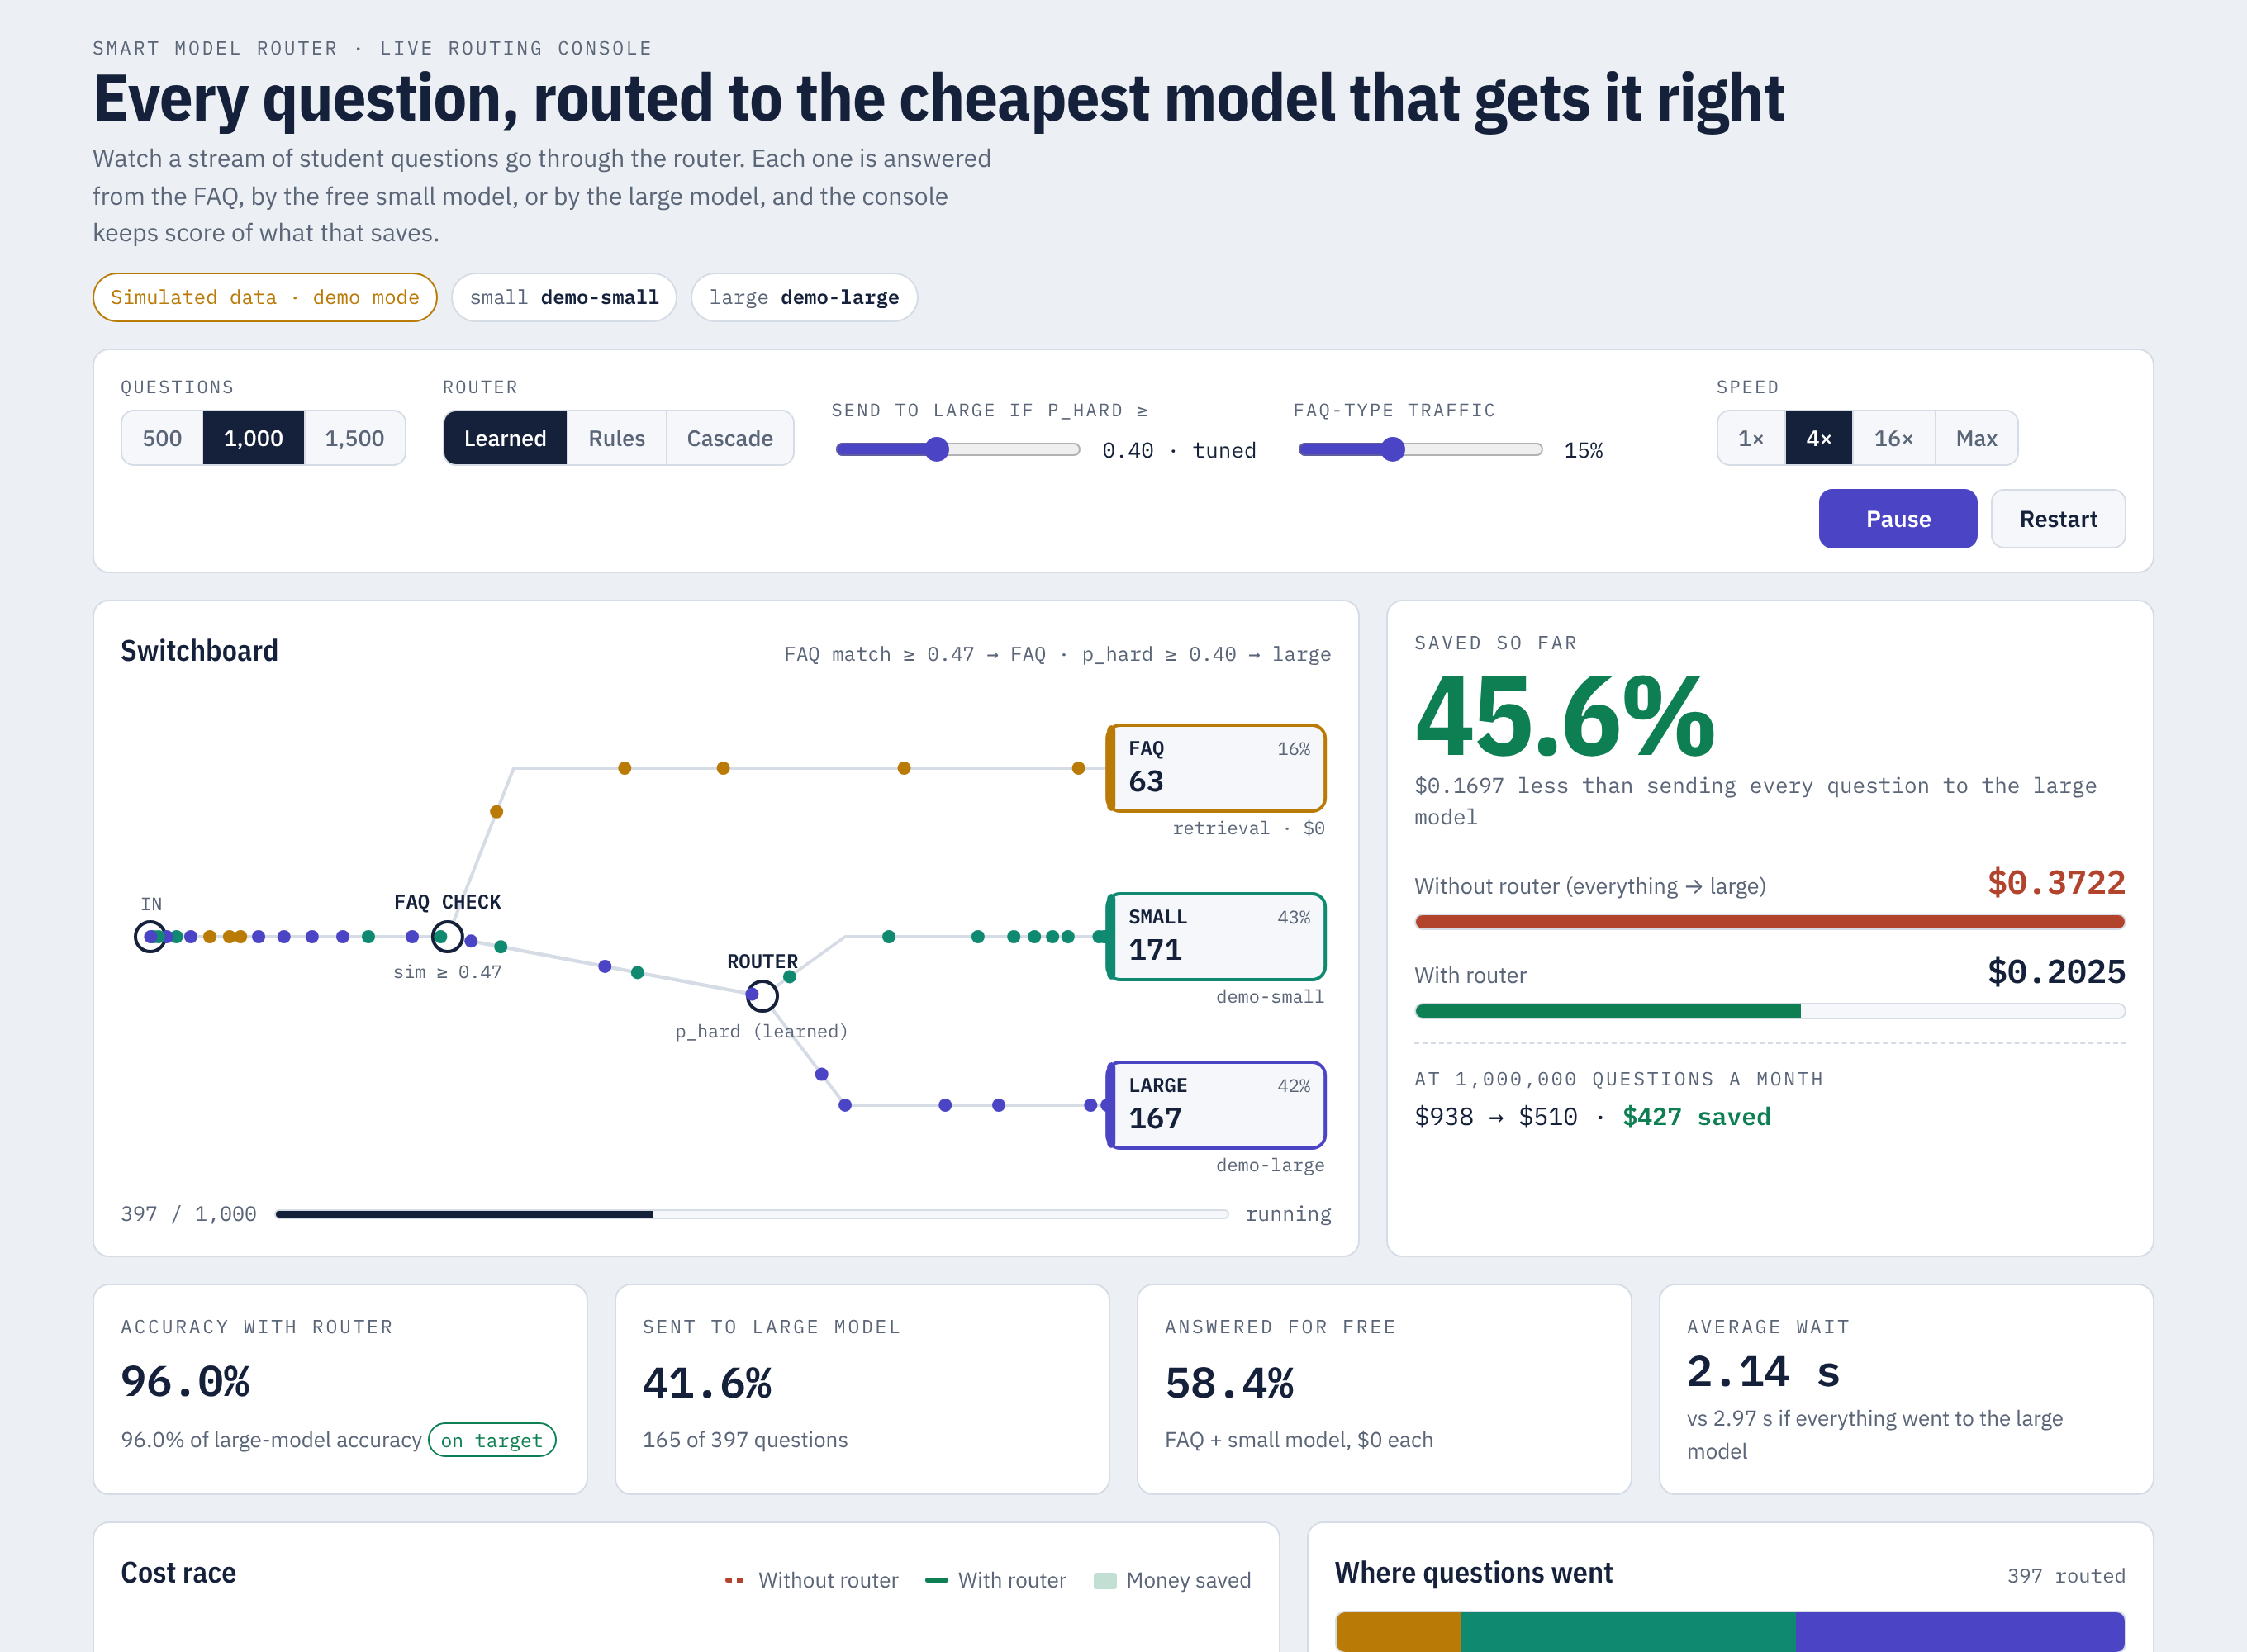 SMART MODEL ROUTER · LIVE ROUTING CONSOLE
Every question, routed to the cheapest model that gets it right
Watch a stream of student questions go through the router. Each one is answered
from the FAQ, by the free small model, or by the large model, and the console
keeps score of what that saves.
Simulated data · demo mode
small demo-small
large demo-large
QUESTIONS
500 1,000 1,500
ROUTER
Learned Rules Cascade
SEND TO LARGE IF P_HARD ≥
0.40 · tuned
FAQ-TYPE TRAFFIC
15%
SPEED
1× 4× 16× Max
Pause
Restart
Switchboard
FAQ match ≥ 0.47 → FAQ · p_hard ≥ 0.40 → large
FAQ 16%
63
retrieval · $0
IN
FAQ CHECK
sim ≥ 0.47
ROUTER
p_hard (learned)
SMALL 43%
171
demo-small
LARGE 42%
167
demo-large
397 / 1,000
running
SAVED SO FAR
45.6%
$0.1697 less than sending every question to the large
model
Without router (everything → large) $0.3722
With router $0.2025
AT 1,000,000 QUESTIONS A MONTH
$938 → $510 · $427 saved
ACCURACY WITH ROUTER
96.0%
96.0% of large-model accuracy on target
SENT TO LARGE MODEL
41.6%
165 of 397 questions
ANSWERED FOR FREE
58.4%
FAQ + small model, $0 each
AVERAGE WAIT
2.14 s
vs 2.97 s if everything went to the large
model
Cost race
Without router
With router
Money saved
Where questions went
397 routed